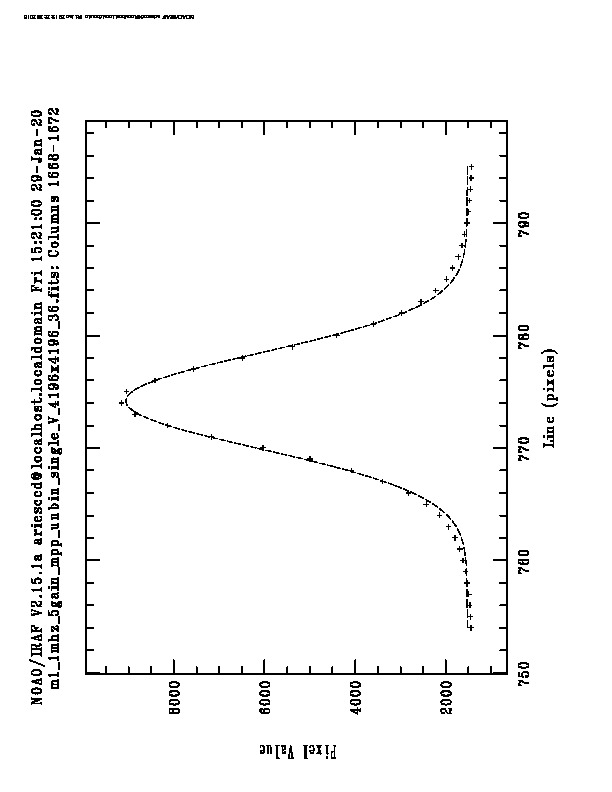 NOAO/IRAF V2.15.1a ariesccd@localhost.localdomain Fri 15:21:00 29-Jan-20
m1_1mhz_5gain_mpp_unbin_single_V_4196x4196_36.fits: Columns 1668-1672
Pixel Value
8000
6000
4000
2000
750
760
770
780
790
Line (pixels)